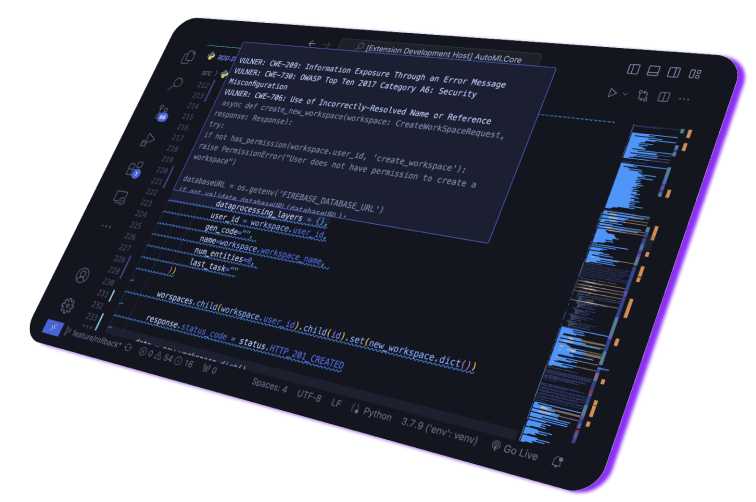 [Extension Development Host] AutoMLCore
app.p
src
VULNER: CWE-209: Information Exposure Through an Error Message
VULNER: CWE-730: OWASP Top Ten 2017 Category A6: Security
Misconfiguration
VULNER: CWE-706: Use of Incorrectly-Resolved Name or Reference
async def create_new_workspace(workspace: CreateWorkSpaceRequest,
response: Response):
try:
if not has_permission(workspace.user_id, 'create_workspace'):
raise PermissionError("User does not have permission to create a
workspace")
databaseURL = os.getenv('FIREBASE_DATABASE_URL')
if not validate_databaseURL(databaseURL):
212
213
214
215
216
217
218
219
220
221
222
223
224
225
226
227
228
229
230
231
232
233
dataprocessing_layers = {},
user_id = workspace.user_id,
gen_code="",
name=workspace.workspace_name,
num_entities=0,
last_task=""
))
worspaces.child(workspace.user_id).child(id).set(new_workspace.dict())
response.status_code = status.HTTP_201_CREATED
feature/rollback* 0 54 16 0
Spaces: 4 UTF-8 LF Python 3.7.9 ('env': venv) Go Live